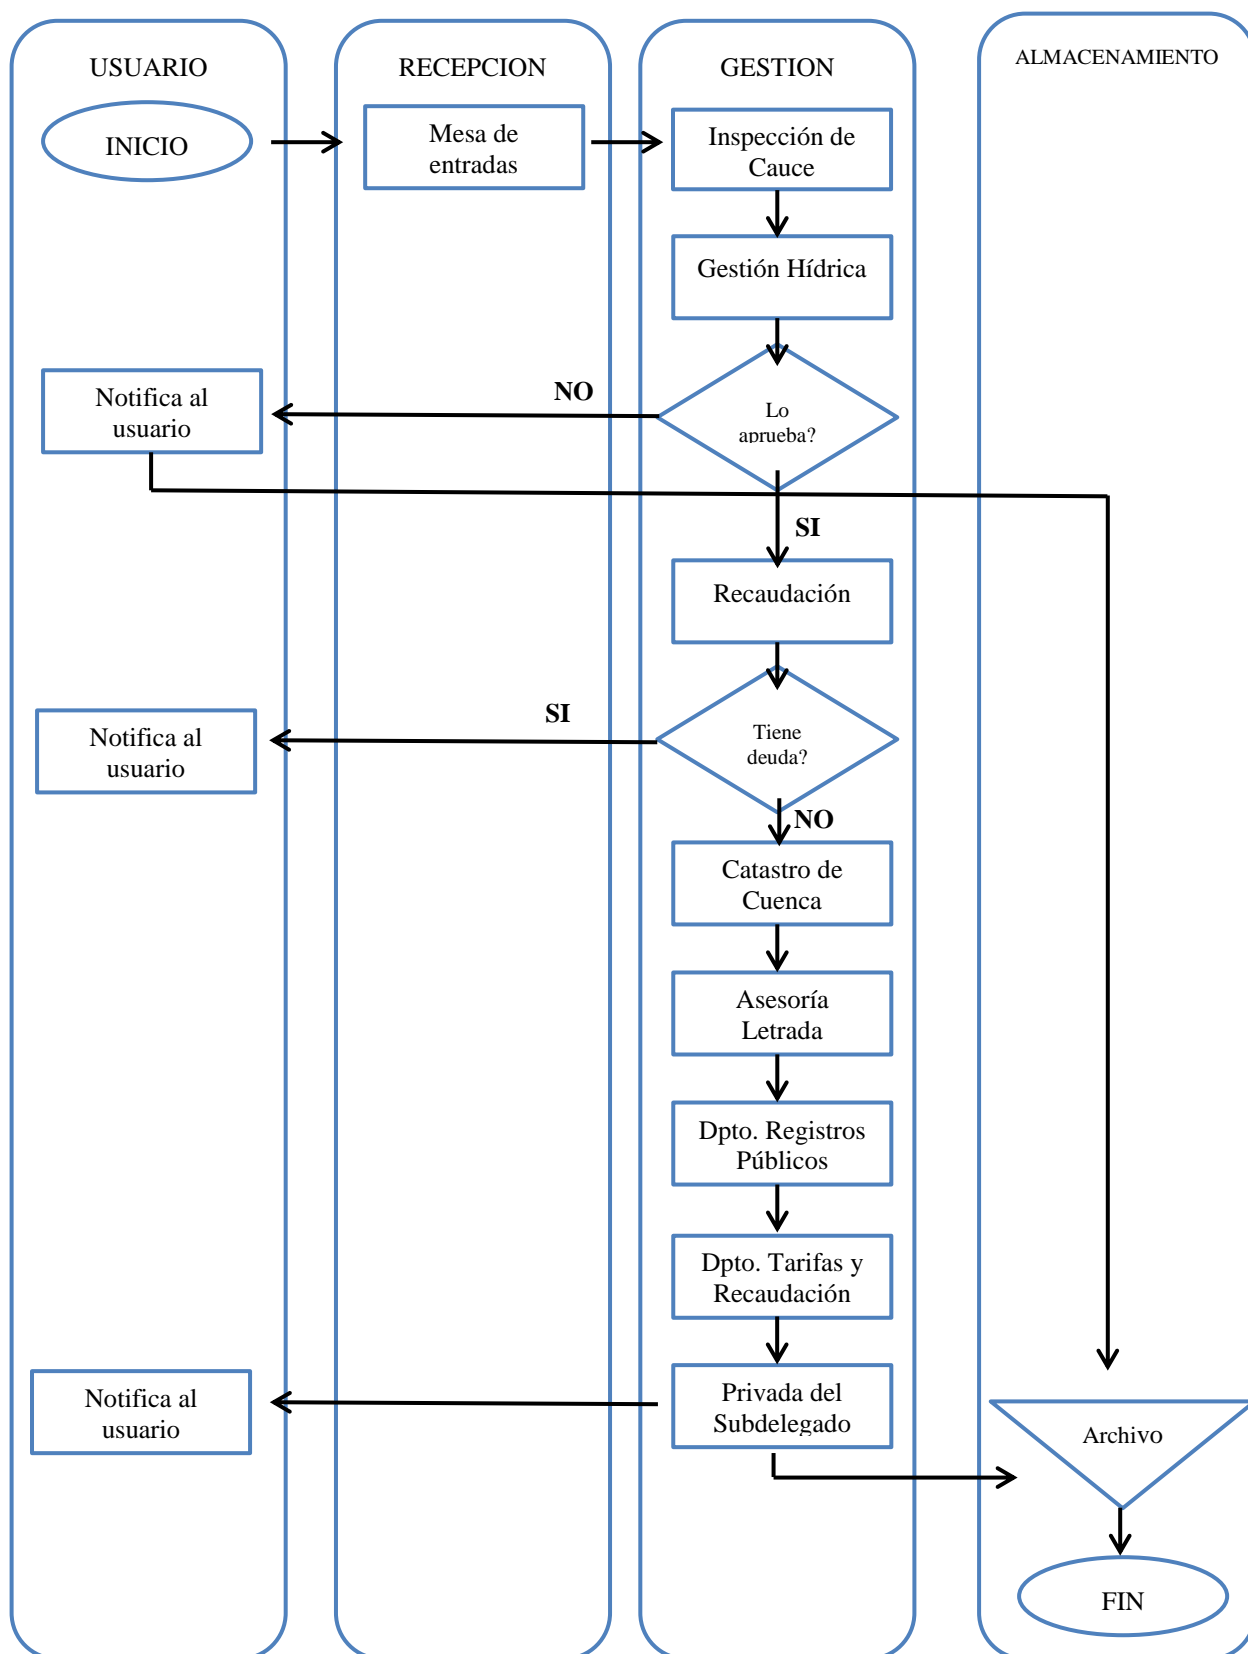 USUARIO
RECEPCION
GESTION
ALMACENAMIENTO
INICIO
Mesa de
entradas
Inspección de
Cauce
Gestión Hídrica
Lo
aprueba?
NO
Notifica al
usuario
SI
Recaudación
Tiene
deuda?
SI
Notifica al
usuario
NO
Catastro de
Cuenca
Asesoría
Letrada
Dpto. Registros
Públicos
Dpto. Tarifas y
Recaudación
Privada del
Subdelegado
Notifica al
usuario
Archivo
FIN